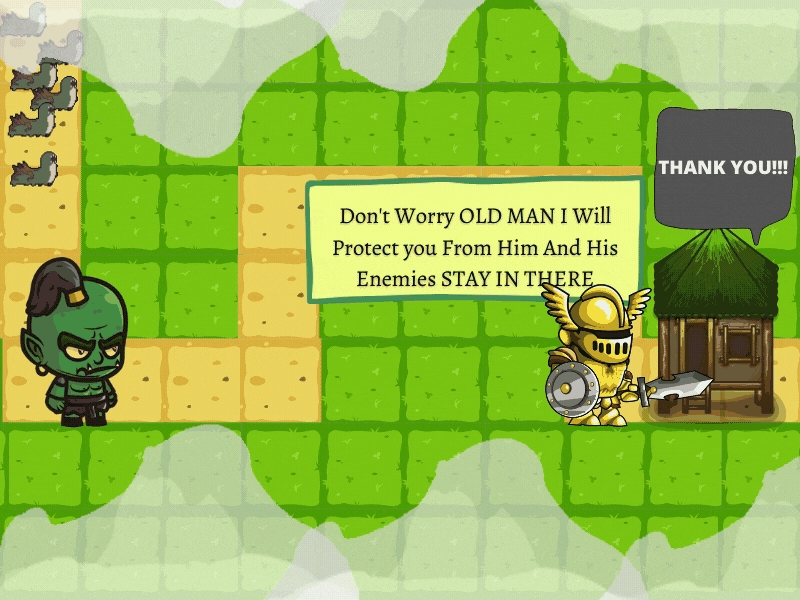 THANK YOU!!!
Don't Worry OLD MAN I Will
Protect you From Him And His
Enemies STAY IN THERE